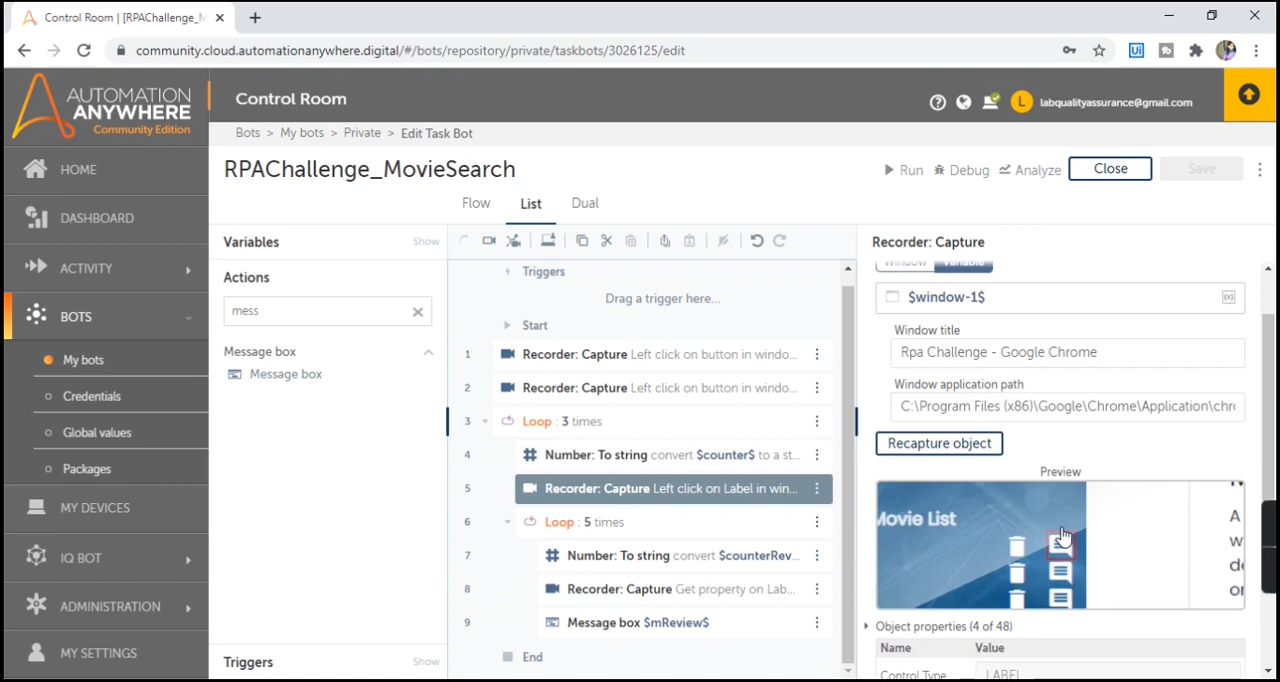 Control Room | [RPAChallenge_M
community.cloud.automationanywhere.digital/#/bots/repository/private/taskbots/3026125/edit
AUTOMATION
ANYWHERE
Community Edition
Control Room
labqualityassurance@gmail.com
L
Bots > My bots > Private > Edit Task Bot
RPAChallenge_MovieSearch
Run
Debug
Analyze
Close
Save
Flow
List
Dual
HOME
DASHBOARD
ACTIVITY
BOTS
My bots
Credentials
Global values
Packages
MY DEVICES
IQ BOT
ADMINISTRATION
MY SETTINGS
Variables
Show
Actions
mess
Message box
Message box
Triggers
Show
Triggers
Drag a trigger here...
Start
1 Recorder: Capture Left click on button in windo...
2 Recorder: Capture Left click on button in windo...
3 Loop : 3 times
4 Number: To string convert $counter$ to a st...
5 Recorder: Capture Left click on Label in win...
6 Loop : 5 times
7 Number: To string convert $counterRev...
8 Recorder: Capture Get property on Lab...
9 Message box $mReview$
End
Recorder: Capture
Window
Variable
$window-1$
(x)
Window title
Rpa Challenge - Google Chrome
Window application path
C:\Program Files (x86)\Google\Chrome\Application\chr
Recapture object
Preview
Movie List
A
Object properties (4 of 48)
Name
Value
Control Type
LABEL